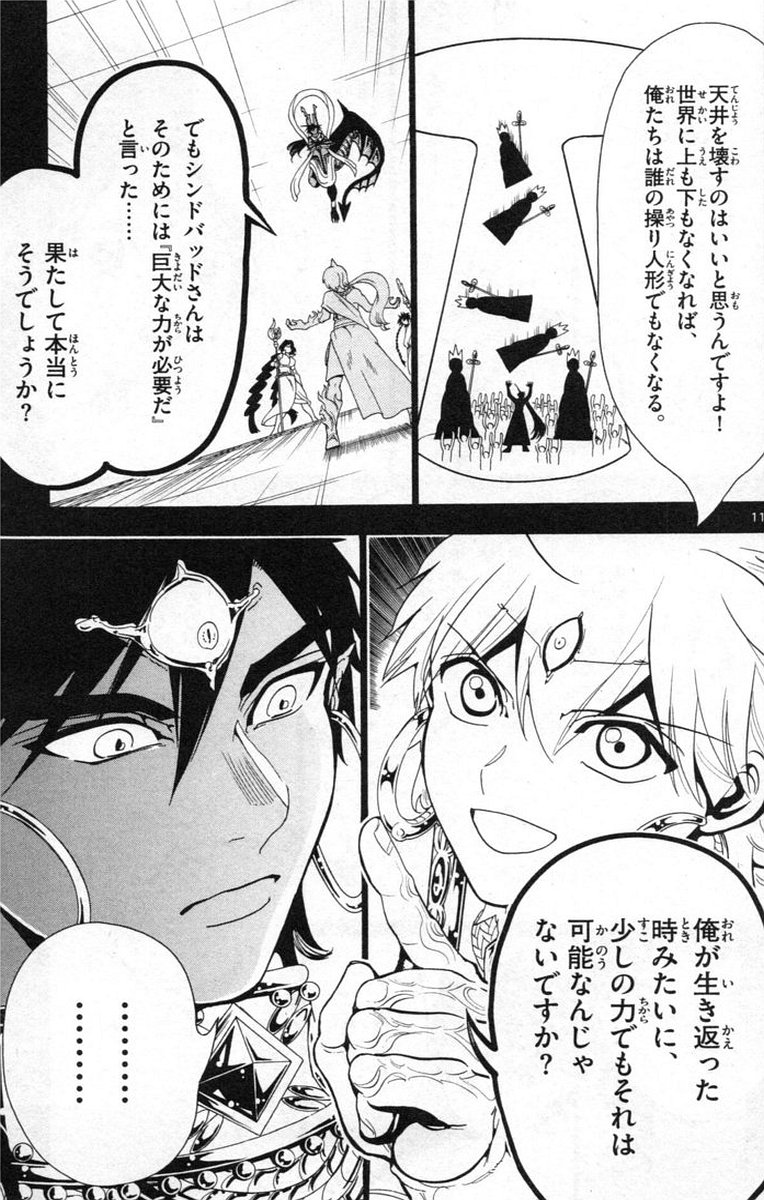 天井を壊すのはいいと思うんですよ！
世界に上も下もなくなれば、
俺たちは誰の操り人形でもなくなる。
でもシンドバッドさんは
そのためには『巨大な力が必要だ』
と言った……
果たして本当に
そうでしょうか？
11
俺が生き返った
時みたいに、
少しの力でもそれは
可能なんじゃ
ないですか？
………
………